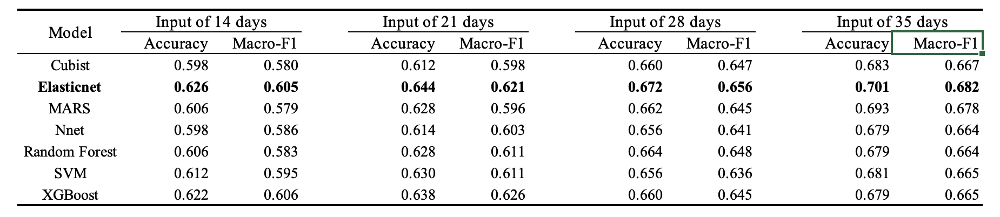 Model Input of 14 days Input of 21 days Input of 28 days Input of 35 days
Accuracy Macro-F1 Accuracy Macro-F1 Accuracy Macro-F1 Accuracy Macro-F1
Cubist 0.598 0.580 0.612 0.598 0.660 0.647 0.683 0.667
Elasticnet 0.626 0.605 0.644 0.621 0.672 0.656 0.701 0.682
MARS 0.606 0.579 0.628 0.596 0.662 0.645 0.693 0.678
Nnet 0.598 0.586 0.614 0.603 0.656 0.641 0.679 0.664
Random Forest 0.606 0.583 0.628 0.611 0.664 0.648 0.679 0.664
SVM 0.612 0.595 0.630 0.611 0.656 0.636 0.681 0.665
XGBoost 0.622 0.606 0.638 0.626 0.660 0.645 0.679 0.665